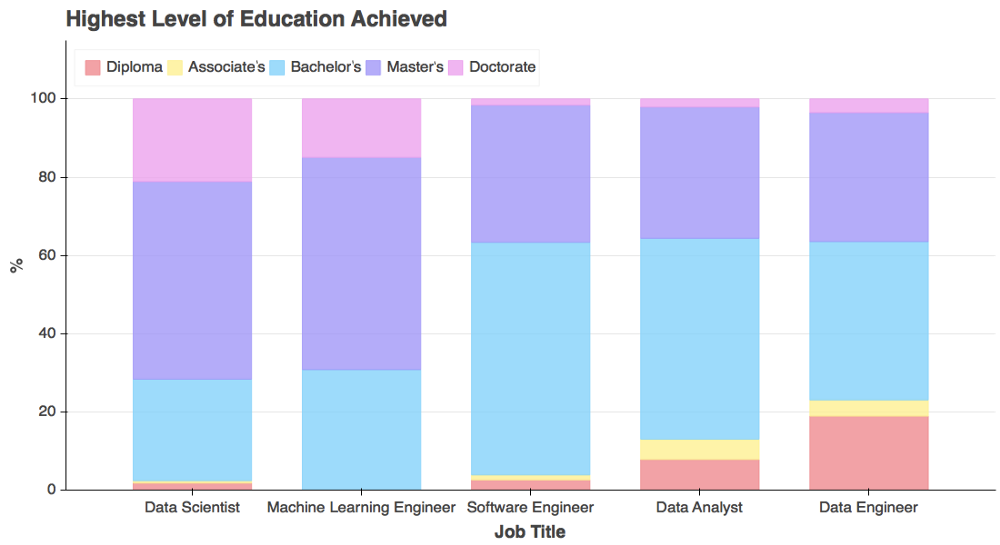 Highest Level of Education Achieved
Diploma Associate's Bachelor's Master's Doctorate
100
80
60
40
20
0
%
Data Scientist Machine Learning Engineer Software Engineer Data Analyst Data Engineer
Job Title